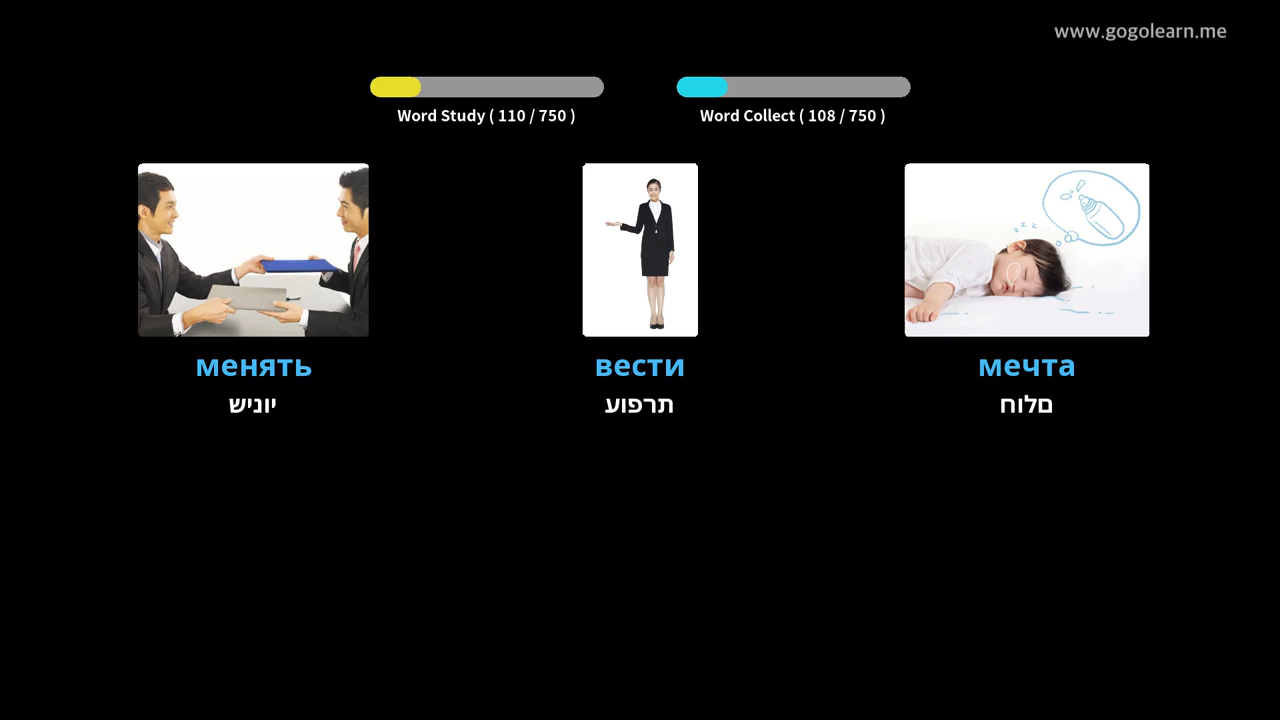 www.gogolearn.me
Word Study ( 110 / 750 )
Word Collect ( 108 / 750 )
менять
יוניש
вести
תרפוע
мечта
םלוח